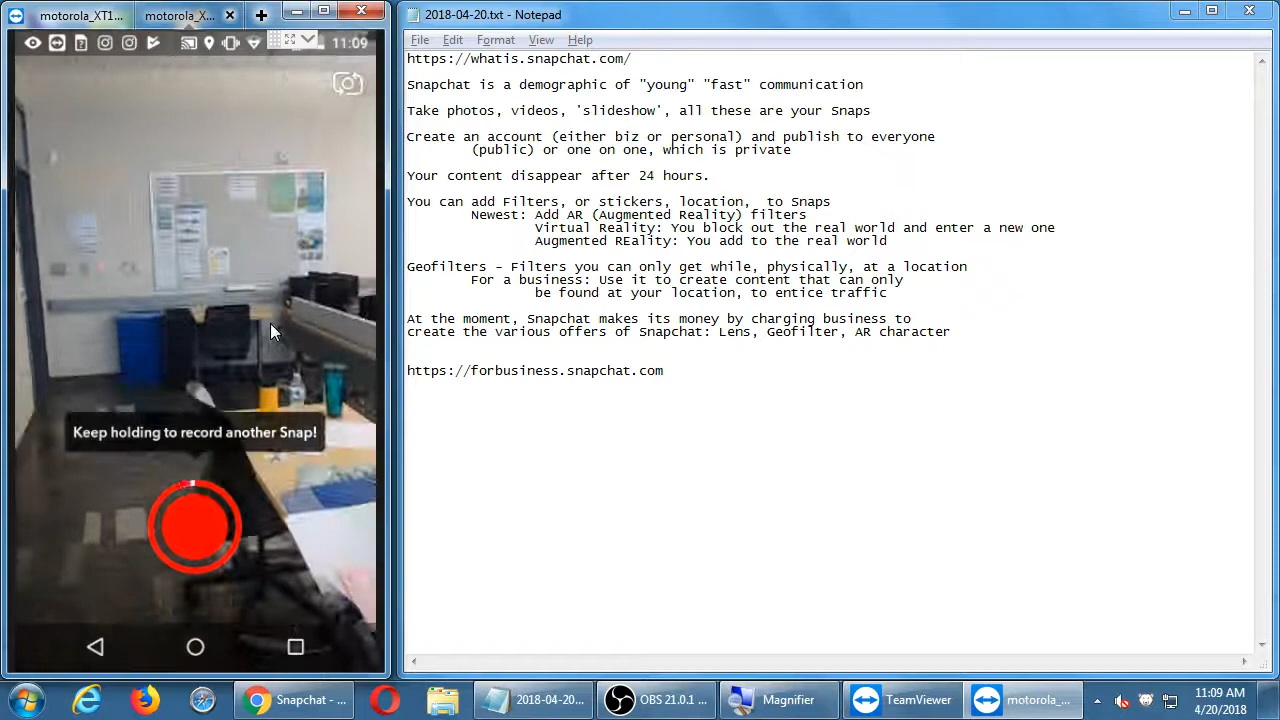 motorola_XT1...
motorola_X...
11:09
Keep holding to record another Snap!
2018-04-20.txt - Notepad
File Edit Format View Help
https://whatis.snapchat.com/
Snapchat is a demographic of "young" "fast" communication
Take photos, videos, 'slideshow', all these are your Snaps
Create an account (either biz or personal) and publish to everyone
(public) or one on one, which is private
Your content disappear after 24 hours.
You can add Filters, or stickers, location,  to Snaps
Newest: Add AR (Augmented Reality) filters
Virtual Reality: You block out the real world and enter a new one
Augmented REality: You add to the real world
Geofilters - Filters you can only get while, physically, at a location
For a business: Use it to create content that can only
be found at your location, to entice traffic
At the moment, Snapchat makes its money by charging business to
create the various offers of Snapchat: Lens, Geofilter, AR character
https://forbusiness.snapchat.com
Snapchat - ...
2018-04-20...
OBS 21.0.1 ...
Magnifier
TeamViewer
motorola_...
11:09 AM
4/20/2018